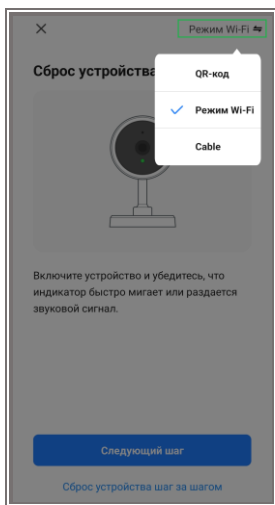 Режим Wi-Fi
Сброс устройства
QR-код
Режим Wi-Fi
Cable
Включите устройство и убедитесь, что
индикатор быстро мигает или раздается
звуковой сигнал.
Следующий шаг
Сброс устройства шаг за шагом